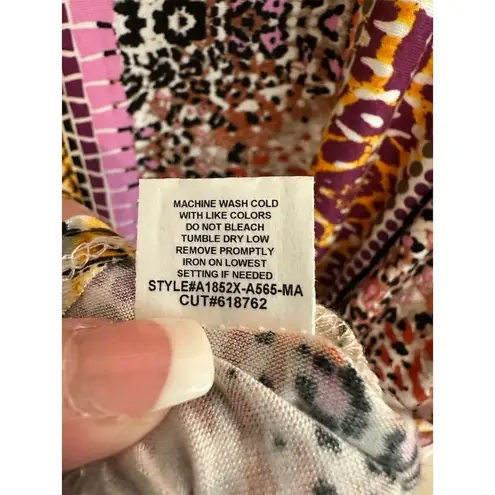 MACHINE WASH COLD
WITH LIKE COLORS
DO NOT BLEACH
TUMBLE DRY LOW
REMOVE PROMPTLY
IRON ON LOWEST
SETTING IF NEEDED
STYLE#A1852X-A565-MA
CUT#618762